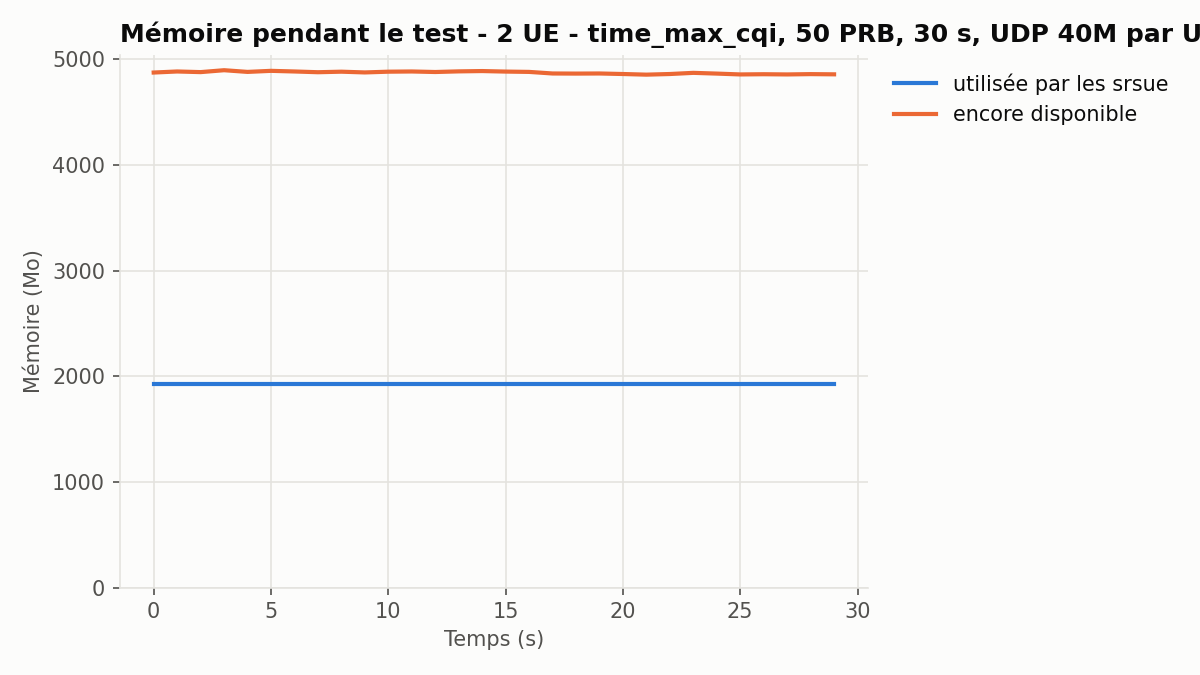 Mémoire pendant le test - 2 UE - time_max_cqi, 50 PRB, 30 s, UDP 40M par U
utilisée par les srsue
encore disponible
Mémoire (Mo)
5000
4000
3000
2000
1000
0
0 5 10 15 20 25 30
Temps (s)